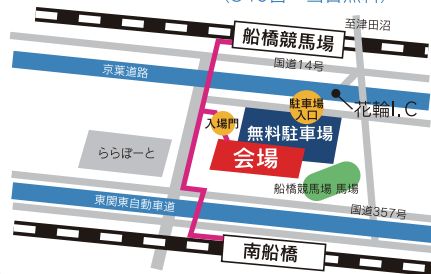 船橋競馬場
至津田沼
国道14号
京葉道路
駐車場
入口
花輪I.C
入場門
無料駐車場
ららぽーと
会場
船橋競馬場 馬場
東関東自動車道
国道357号
南船橋